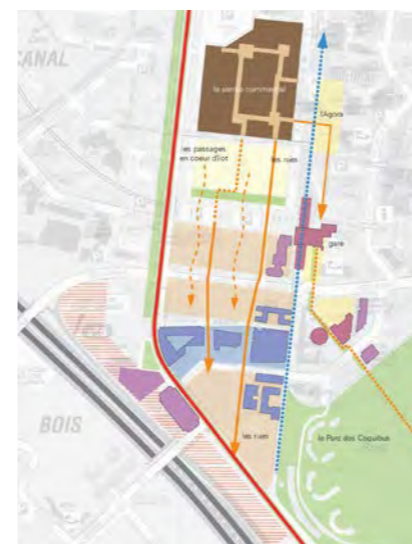 CANAL
le centre commercial
l'Agora
les passages
en coeur d'îlot
les rues
gare
BOIS
les rues
le Parc des Coquibus